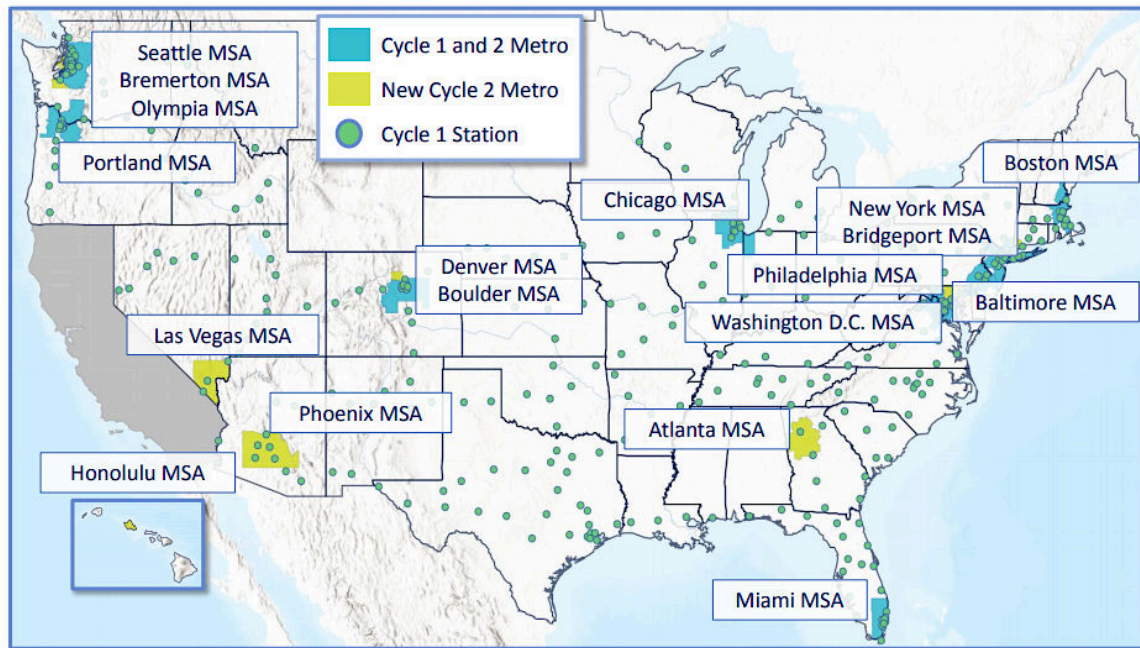 Cycle 1 and 2 Metro
New Cycle 2 Metro
Cycle 1 Station
Seattle MSA
Bremerton MSA
Olympia MSA
Portland MSA
Boston MSA
Chicago MSA
New York MSA
Bridgeport MSA
Denver MSA
Boulder MSA
Philadelphia MSA
Baltimore MSA
Washington D.C. MSA
Las Vegas MSA
Phoenix MSA
Atlanta MSA
Honolulu MSA
Miami MSA